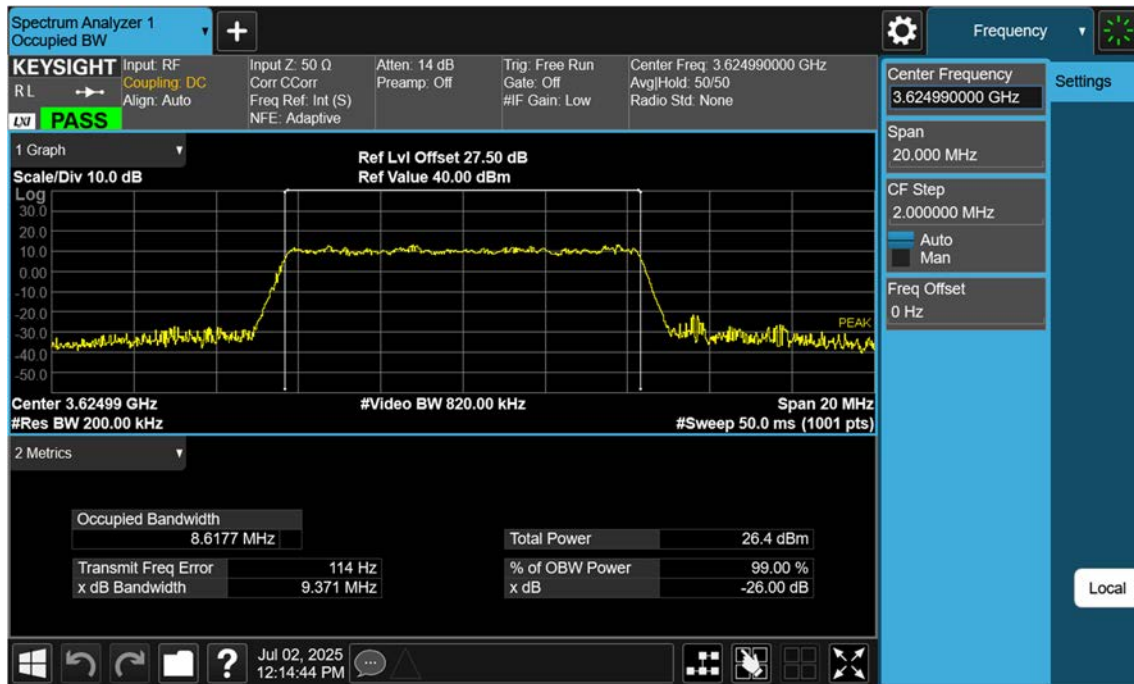 Spectrum Analyzer 1
Occupied BW
Frequency
KEYSIGHT
R L
LXI PASS
Input: RF
Coupling: DC
Align: Auto
Input Z: 50 Ω
Corr CCorr
Freq Ref: Int (S)
NFE: Adaptive
Atten: 14 dB
Preamp: Off
Trig: Free Run
Gate: Off
#IF Gain: Low
Center Freq: 3.624990000 GHz
Avg|Hold: 50/50
Radio Std: None
1 Graph
Scale/Div 10.0 dB
Ref Lvl Offset 27.50 dB
Ref Value 40.00 dBm
Log
30.0
20.0
10.0
0.00
-10.0
-20.0
-30.0
-40.0
-50.0
PEAK
Center 3.62499 GHz
#Video BW 820.00 kHz
Span 20 MHz
#Res BW 200.00 kHz
#Sweep 50.0 ms (1001 pts)
2 Metrics
Occupied Bandwidth
8.6177 MHz
Total Power 26.4 dBm
Transmit Freq Error 114 Hz
% of OBW Power 99.00 %
x dB Bandwidth 9.371 MHz
x dB -26.00 dB
Center Frequency
3.624990000 GHz
Span
20.000 MHz
CF Step
2.000000 MHz
Auto
Man
Freq Offset
0 Hz
Settings
Local
?
Jul 02, 2025
12:14:44 PM